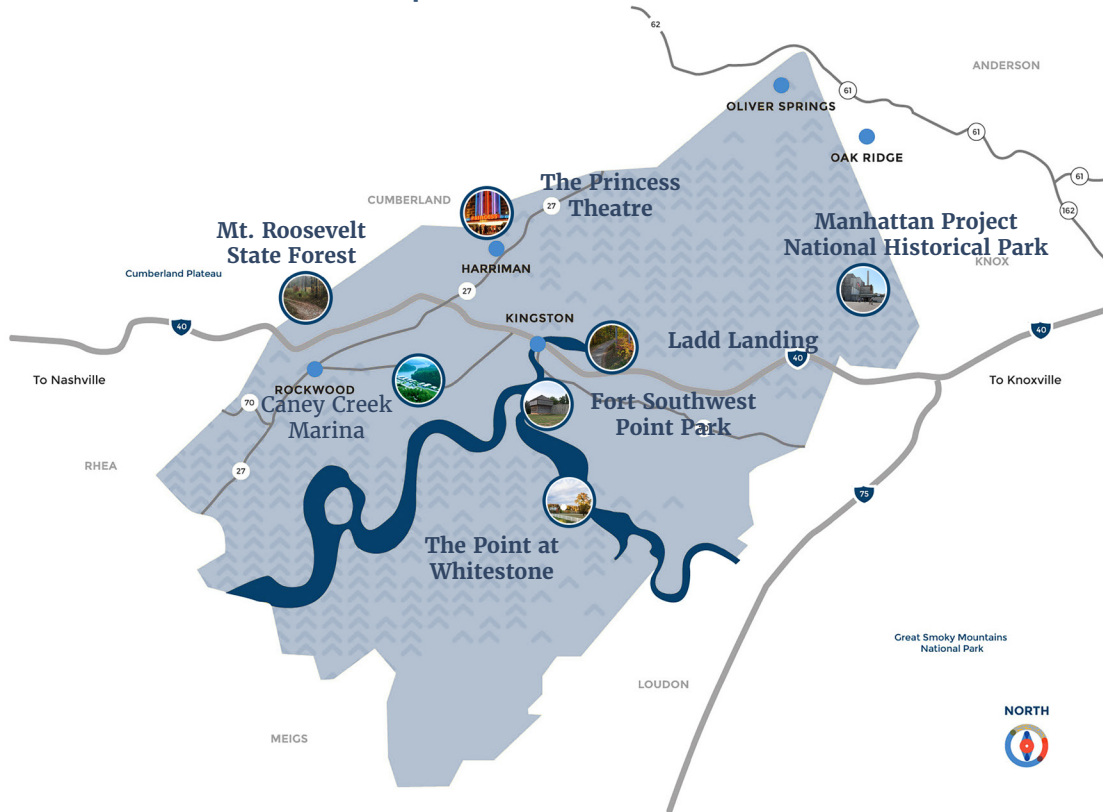 62
ANDERSON
61
OLIVER SPRINGS
61
OAK RIDGE
61
162
CUMBERLAND
The Princess
Theatre
27
Mt. Roosevelt
State Forest
Manhattan Project
National Historical Park
KNOX
Cumberland Plateau
HARRIMAN
27
40
KINGSTON
40
Ladd Landing
40
To Nashville
To Knoxville
ROCKWOOD
70
Caney Creek
Marina
Fort Southwest
Point Park
RHEA
27
75
The Point at
Whitestone
Great Smoky Mountains
National Park
LOUDON
NORTH
MEIGS